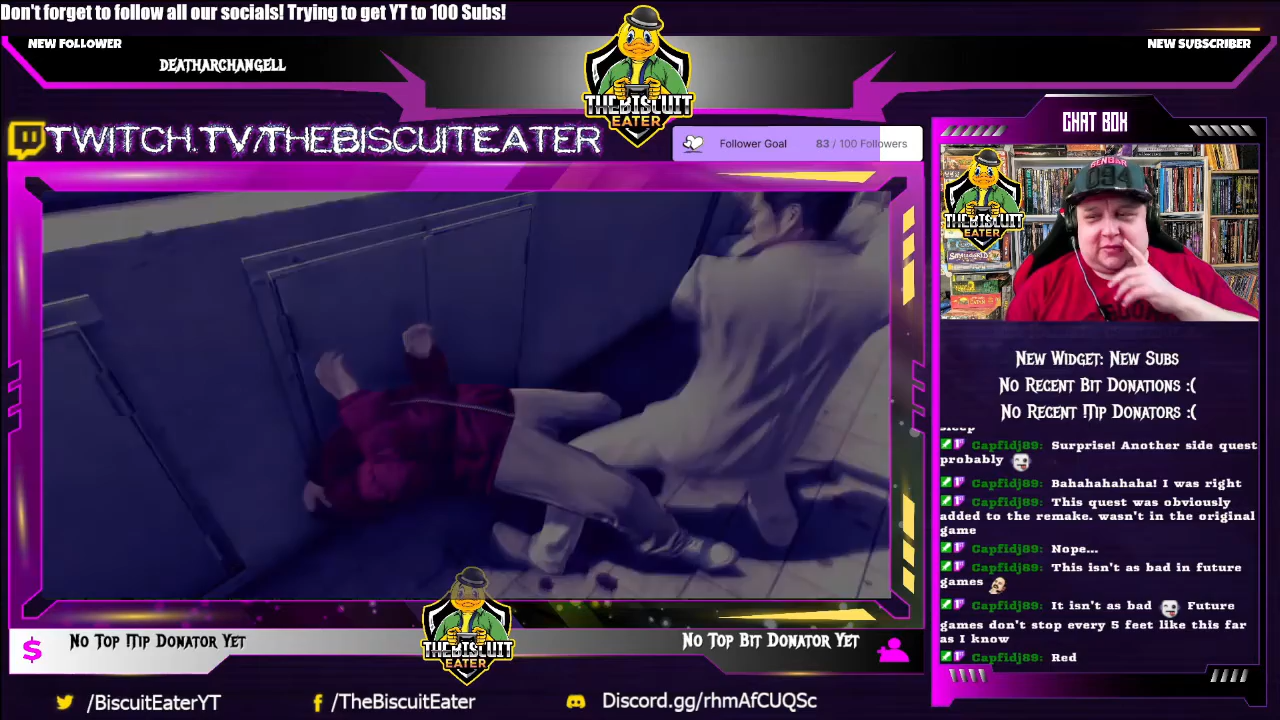 Don't forget to follow all our socials! Trying to get YT to 100 Subs!
NEW FOLLOWER
DEATHARCHANGELL
NEW SUBSCRIBER
THEBISCUIT
EATER
TWITCH.TV/THEBISCUITEATER
Follower Goal 83 / 100 Followers
CHAT BOX
THEBISCUIT
EATER
New Widget: New Subs
No Recent Bit Donations :(
No Recent Tip Donators :(
sleep
Capfidj89: Surprise! Another side quest
probably
Capfidj89: Bahahahahaha! I was right
Capfidj89: This quest was obviously
added to the remake. wasn't in the original
game
Capfidj89: Nope...
Capfidj89: This isn't as bad in future
games
Capfidj89: It isn't as bad Future
games don't stop every 5 feet like this far
as I know
Capfidj89: Red
No Top Tip Donator Yet
THEBISCUIT
EATER
No Top Bit Donator Yet
/BiscuitEaterYT
/TheBiscuitEater
Discord.gg/rhmAfCUQSc